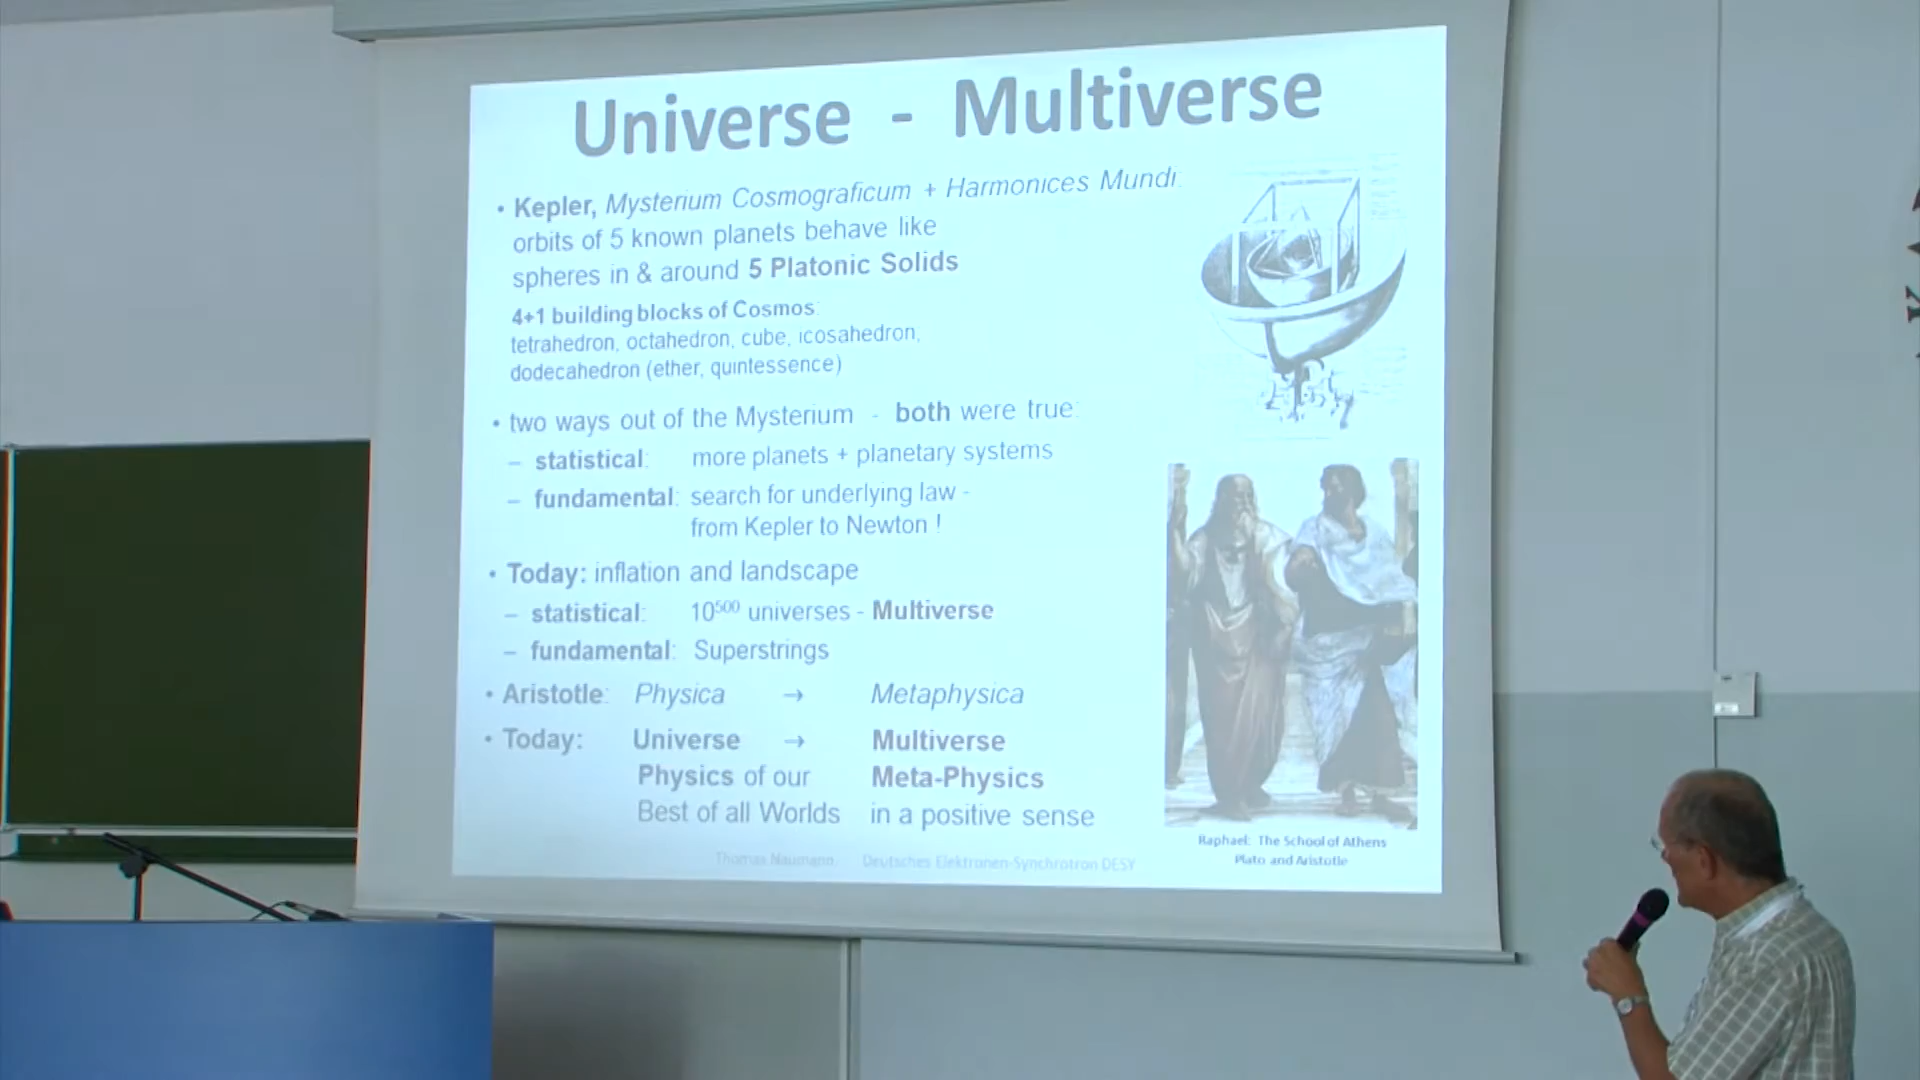 Universe - Multiverse
• Kepler, Mysterium Cosmograficum + Harmonices Mundi:
orbits of 5 known planets behave like
spheres in & around 5 Platonic Solids
4+1 building blocks of Cosmos:
tetrahedron, octahedron, cube, icosahedron,
dodecahedron (ether, quintessence)
• two ways out of the Mysterium - both were true:
– statistical: more planets + planetary systems
– fundamental: search for underlying law -
from Kepler to Newton !
• Today: inflation and landscape
– statistical: 10⁵⁰⁰ universes - Multiverse
– fundamental: Superstrings
• Aristotle: Physica → Metaphysica
• Today: Universe → Multiverse
Physics of our Meta-Physics
Best of all Worlds in a positive sense
Raphael: The School of Athens
Plato and Aristotle
Thomas Naumann Deutsches Elektronen-Synchrotron DESY